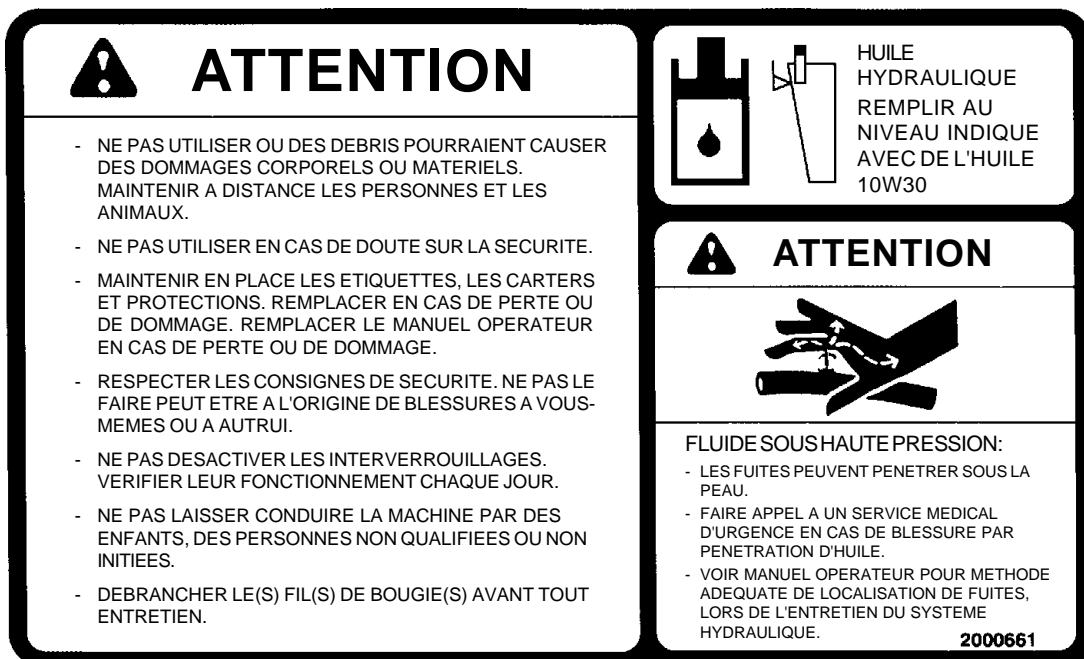 ATTENTION
- NE PAS UTILISER OU DES DEBRIS POURRAIENT CAUSER
DES DOMMAGES CORPORELS OU MATERIELS.
MAINTENIR A DISTANCE LES PERSONNES ET LES
ANIMAUX.
- NE PAS UTILISER EN CAS DE DOUTE SUR LA SECURITE.
- MAINTENIR EN PLACE LES ETIQUETTES, LES CARTERS
ET PROTECTIONS. REMPLACER EN CAS DE PERTE OU
DE DOMMAGE. REMPLACER LE MANUEL OPERATEUR
EN CAS DE PERTE OU DE DOMMAGE.
- RESPECTER LES CONSIGNES DE SECURITE. NE PAS LE
FAIRE PEUT ETRE A L'ORIGINE DE BLESSURES A VOUS-
MEMES OU A AUTRUI.
- NE PAS DESACTIVER LES INTERVERROUILLAGES.
VERIFIER LEUR FONCTIONNEMENT CHAQUE JOUR.
- NE PAS LAISSER CONDUIRE LA MACHINE PAR DES
ENFANTS, DES PERSONNES NON QUALIFIEES OU NON
INITIEES.
- DEBRANCHER LE(S) FIL(S) DE BOUGIE(S) AVANT TOUT
ENTRETIEN.
HUILE
HYDRAULIQUE
REMPLIR AU
NIVEAU INDIQUE
AVEC DE L'HUILE
10W30
ATTENTION
FLUIDE SOUS HAUTE PRESSION:
- LES FUITES PEUVENT PENETRER SOUS LA
PEAU.
- FAIRE APPEL A UN SERVICE MEDICAL
D'URGENCE EN CAS DE BLESSURE PAR
PENETRATION D'HUILE.
- VOIR MANUEL OPERATEUR POUR METHODE
ADEQUATE DE LOCALISATION DE FUITES,
LORS DE L'ENTRETIEN DU SYSTEME
HYDRAULIQUE.
2000661